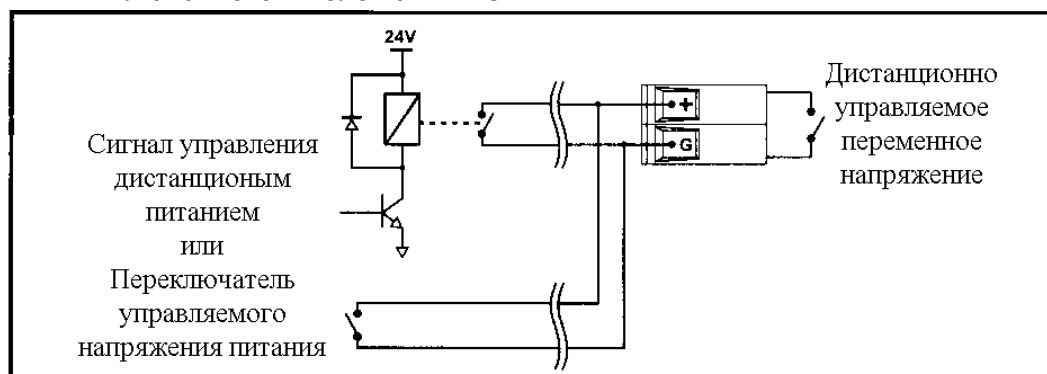 24V
+
G
Дистанционно
управляемое
переменное
напряжение
Сигнал управления
дистанционым
питанием
или
Переключатель
управляемого
напряжения питания